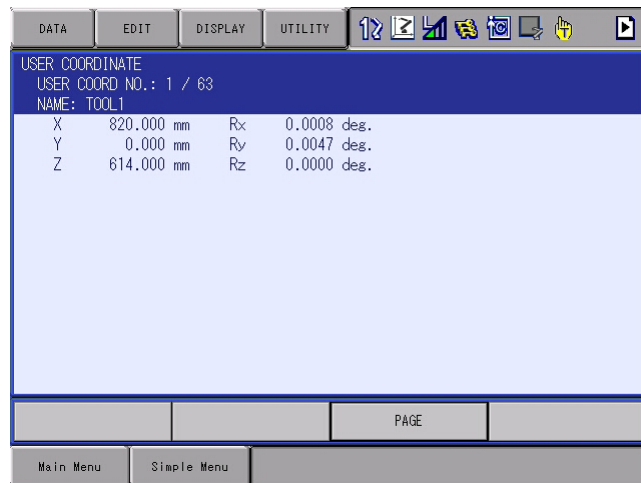 DATA EDIT DISPLAY UTILITY
USER COORDINATE
USER COORD NO.: 1 / 63
NAME: TOOL1
X 820.000 mm Rx 0.0008 deg.
Y 0.000 mm Ry 0.0047 deg.
Z 614.000 mm Rz 0.0000 deg.
PAGE
Main Menu Simple Menu